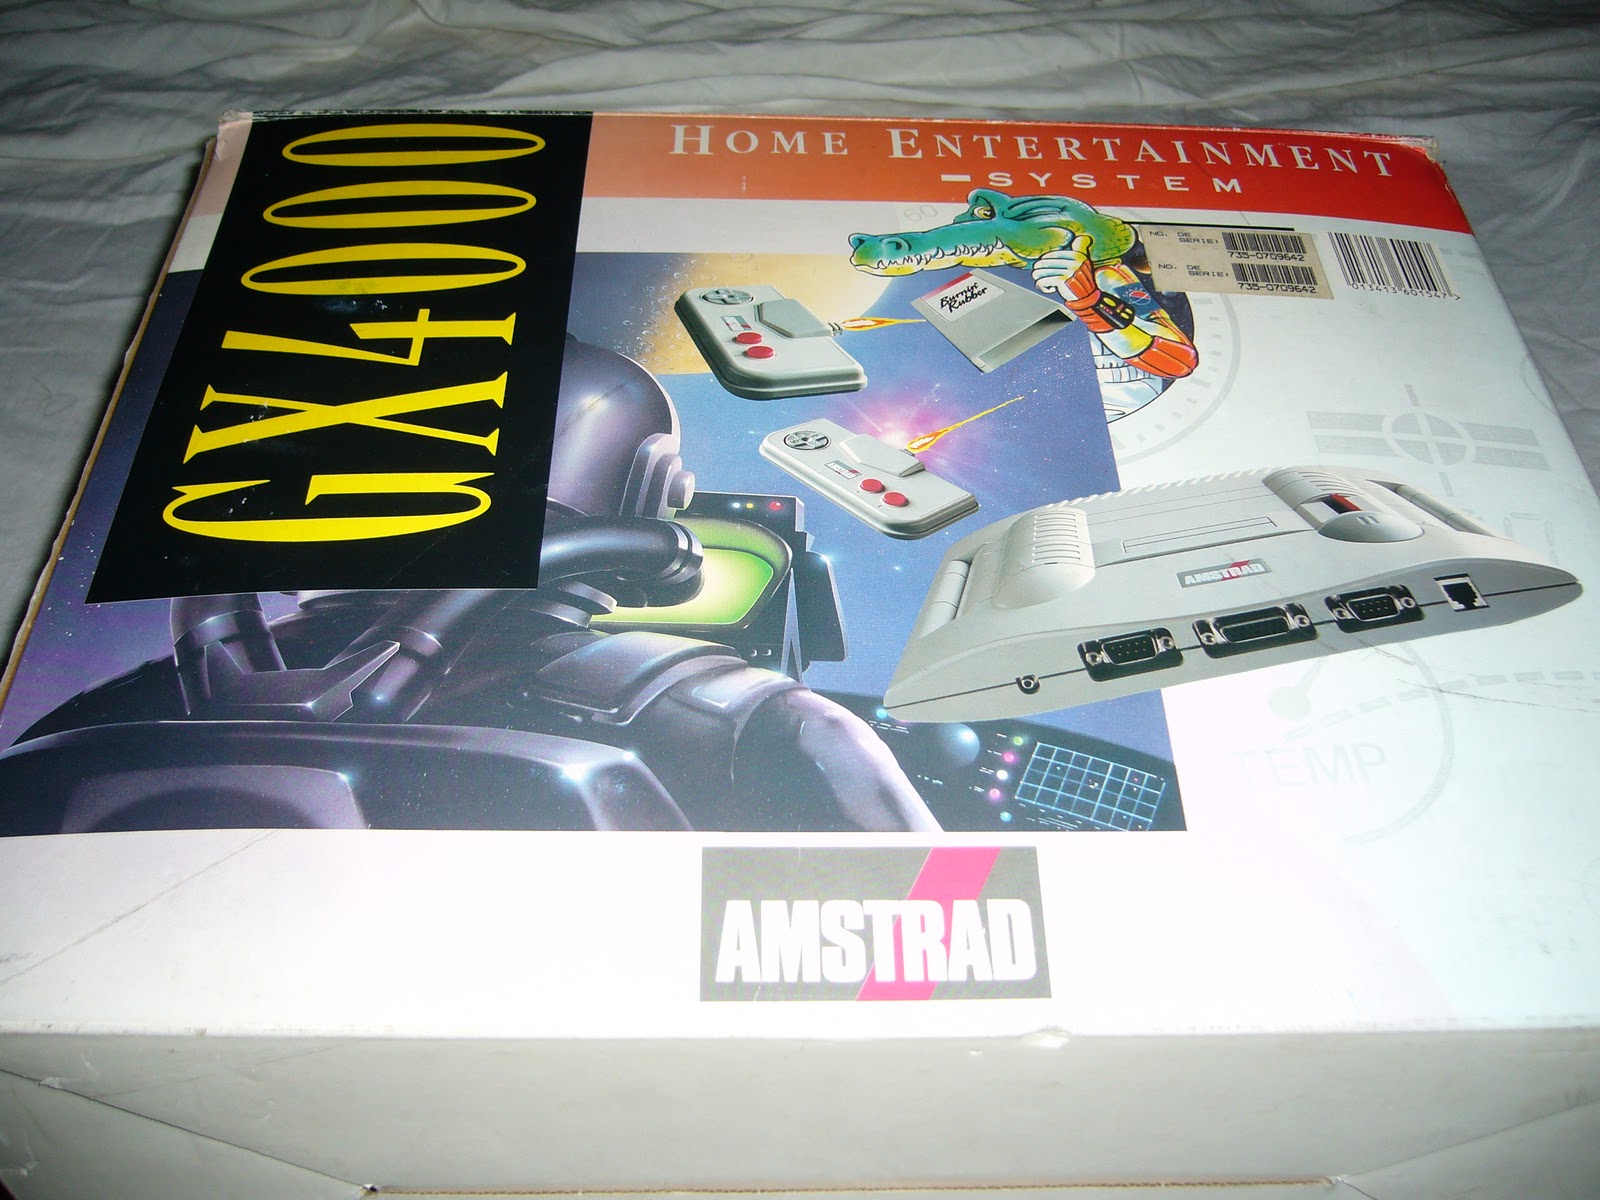 GX4000
HOME ENTERTAINMENT
SYSTEM
60
NO. DE
SERIE:
735-0709642
NO. DE
SERIE:
735-0709642
Burnin'
Rubber
AMSTRAD
TEMP
AMSTRAD